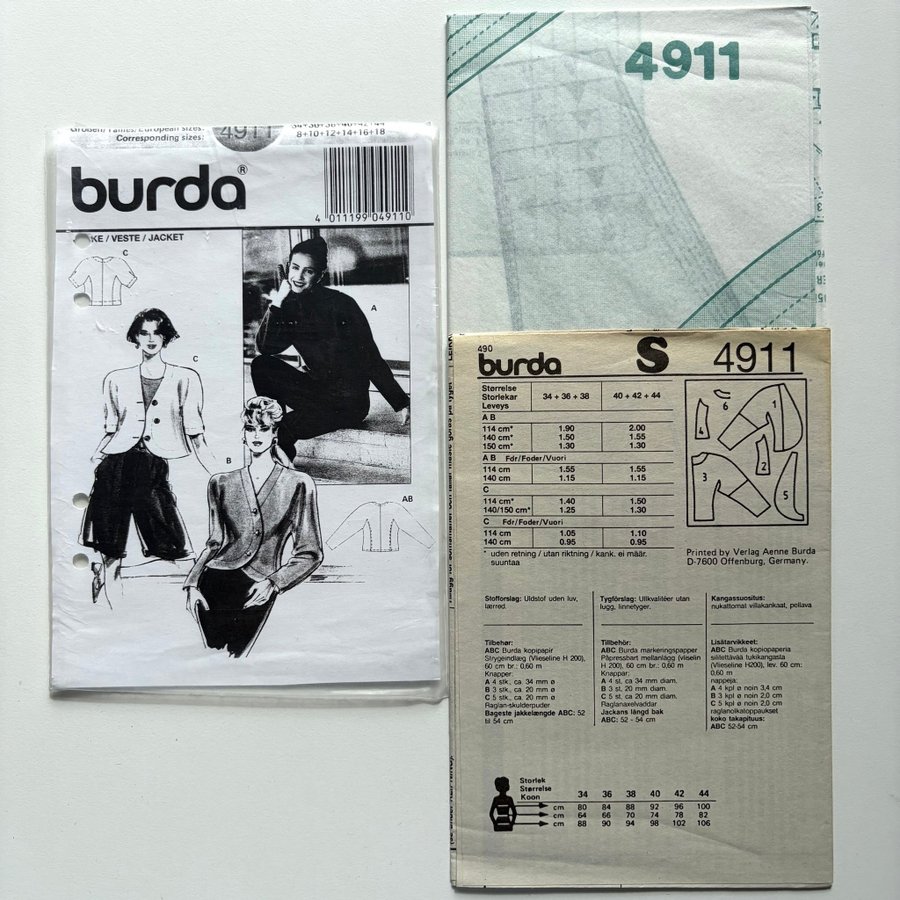 Größen/Tailles/European sizes:
Corresponding sizes:
4911
34+36+38+40+42+44
8+10+12+14+16+18
burda®
4 011199 049110
KE / VESTE / JACKET
C
A
C
B
AB
4911
490
burda
S
4911
Størrelse
Storlekar
Leveys
34 + 36 + 38
40 + 42 + 44
A B
114 cm* 1.90 2.00
140 cm* 1.50 1.55
150 cm* 1.30 1.30
A B Fdr/Foder/Vuori
114 cm 1.55 1.55
140 cm 1.15 1.15
C
114 cm* 1.40 1.50
140/150 cm* 1.25 1.30
C Fdr/Foder/Vuori
114 cm 1.05 1.10
140 cm 0.95 0.95
* uden retning / utan riktning / kank. ei määr.
suuntaa
1
2
3
4
5
6
Printed by Verlag Aenne Burda
D-7600 Offenburg, Germany.
Stofforslag: Uldstof uden luv,
lærred.
Tygförslag: Ullkvalitéer utan
lugg, linnetyger.
Kangassuositus:
nukattomat villakankaat, pellava
Tilbehør:
ABC Burda kopipapir
Strygeindlæg (Vlieseline H 200),
60 cm br.: 0,60 m
Knapper:
A 4 stk., ca. 34 mm ø
B 3 stk., ca. 20 mm ø
C 5 stk., ca. 20 mm ø
Raglan-skulderpuder
Bageste jakkelængde ABC: 52
til 54 cm
Tillbehör:
ABC Burda markeringspapper
Påpressbart mellanlägg (vliselin
H 200), 60 cm br.: 0,60 m
Knappar:
A 4 st. ca 34 mm diam.
B 3 st. 20 mm diam.
C 5 st. ca 20 mm diam.
Raglanaxelvaddar
Jackans längd bak
ABC: 52 - 54 cm
Lisätarvikkeet:
ABC Burda kopiopaperia
silitettävää tukikangasta
(Vlieseline H200), lev. 60 cm:
0,60 m
nappeja:
A 4 kpl ø noin 3,4 cm
B 3 kpl ø noin 2,0 cm
C 5 kpl ø noin 2,0 cm
raglanolkatoppaukset
koko takapituus:
ABC 52-54 cm
Storlek
Størrelse
Koon
34 36 38 40 42 44
cm 80 84 88 92 96 100
cm 64 66 70 74 78 82
cm 88 90 94 98 102 106